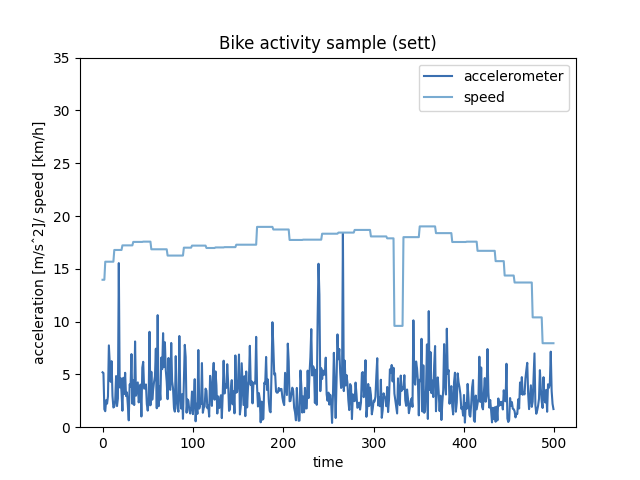 Bike activity sample (sett)
accelerometer
speed
acceleration [m/s^2]/ speed [km/h]
35
30
25
20
15
10
5
0
0 100 200 300 400 500
time